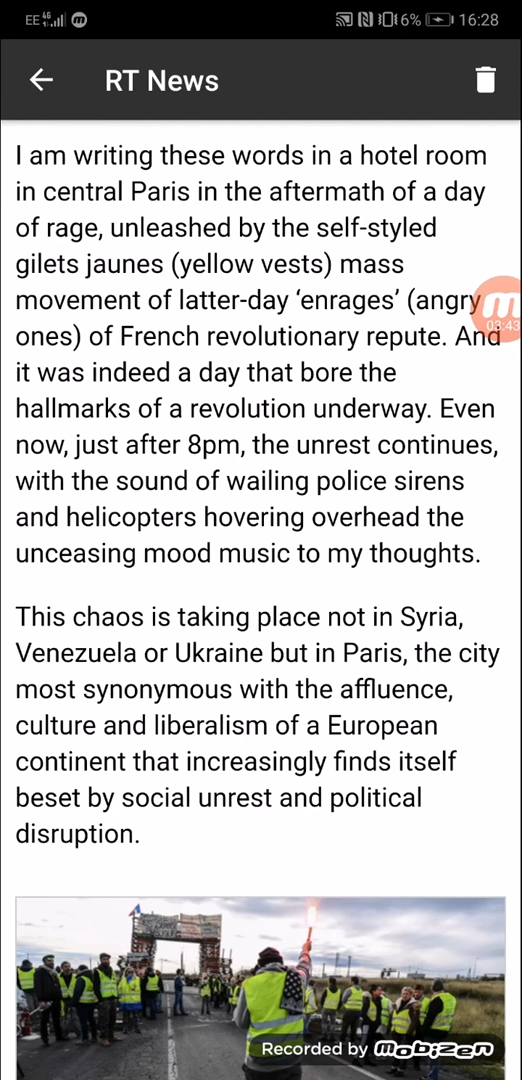 EE 4G 6% 16:28
RT News
I am writing these words in a hotel room
in central Paris in the aftermath of a day
of rage, unleashed by the self-styled
gilets jaunes (yellow vests) mass
movement of latter-day ‘enrages’ (angry
ones) of French revolutionary repute. And
03:43
it was indeed a day that bore the
hallmarks of a revolution underway. Even
now, just after 8pm, the unrest continues,
with the sound of wailing police sirens
and helicopters hovering overhead the
unceasing mood music to my thoughts.
This chaos is taking place not in Syria,
Venezuela or Ukraine but in Paris, the city
most synonymous with the affluence,
culture and liberalism of a European
continent that increasingly finds itself
beset by social unrest and political
disruption.
Recorded by mobizen